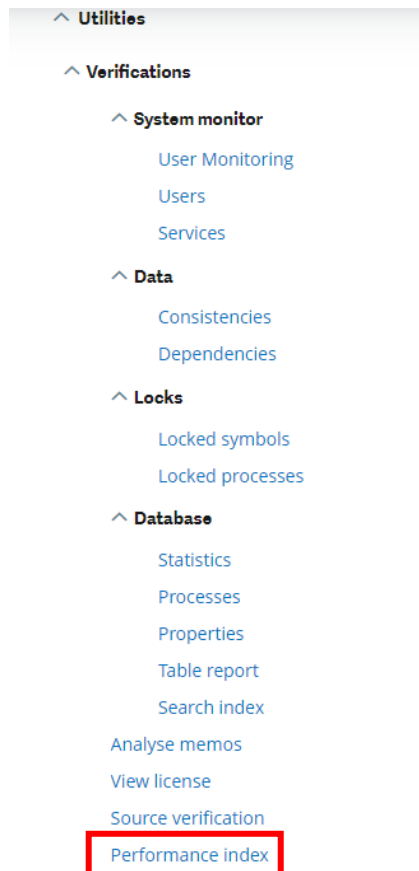 Utilities
Verifications
System monitor
User Monitoring
Users
Services
Data
Consistencies
Dependencies
Locks
Locked symbols
Locked processes
Database
Statistics
Processes
Properties
Table report
Search index
Analyse memos
View license
Source verification
Performance index